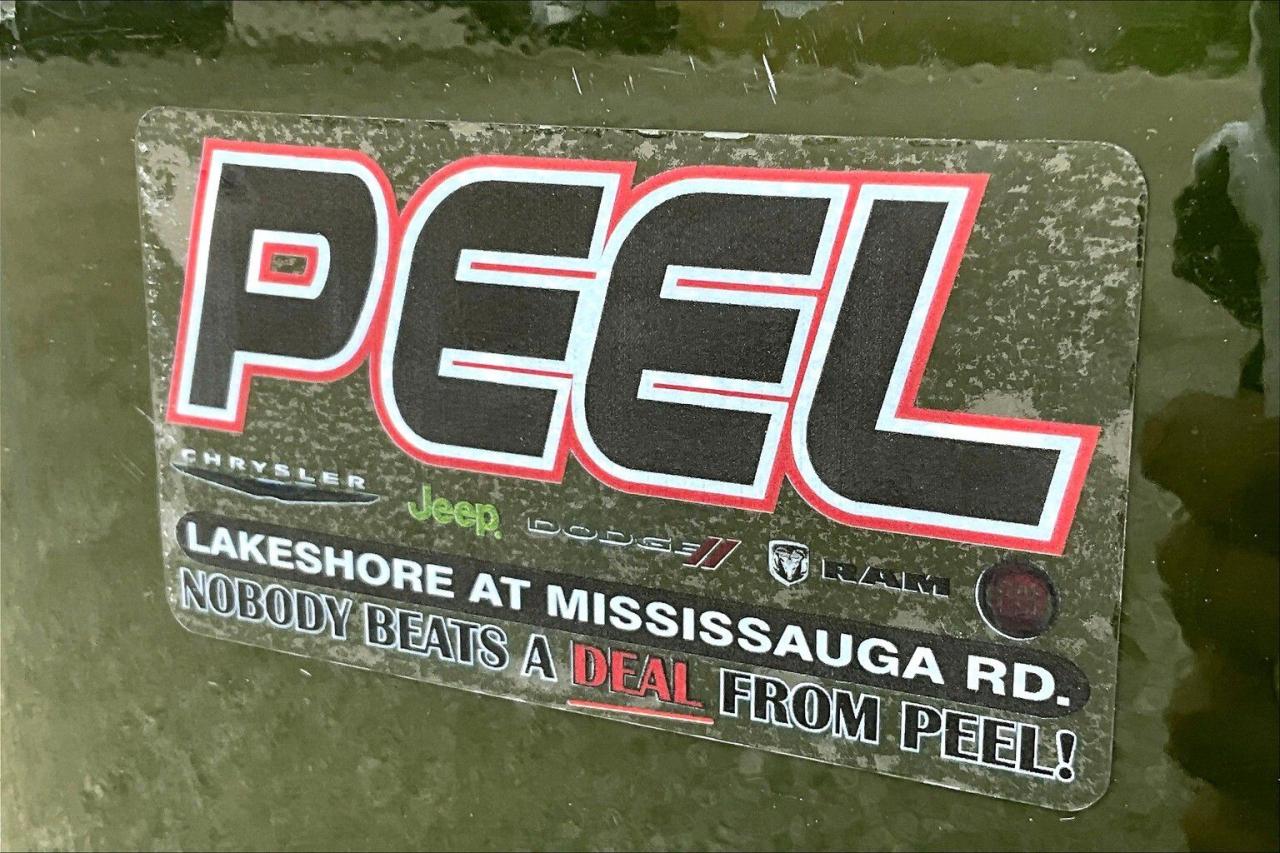 PEEL
CHRYSLER Jeep DODGE RAM
LAKESHORE AT MISSISSAUGA RD.
NOBODY BEATS A DEAL FROM PEEL!